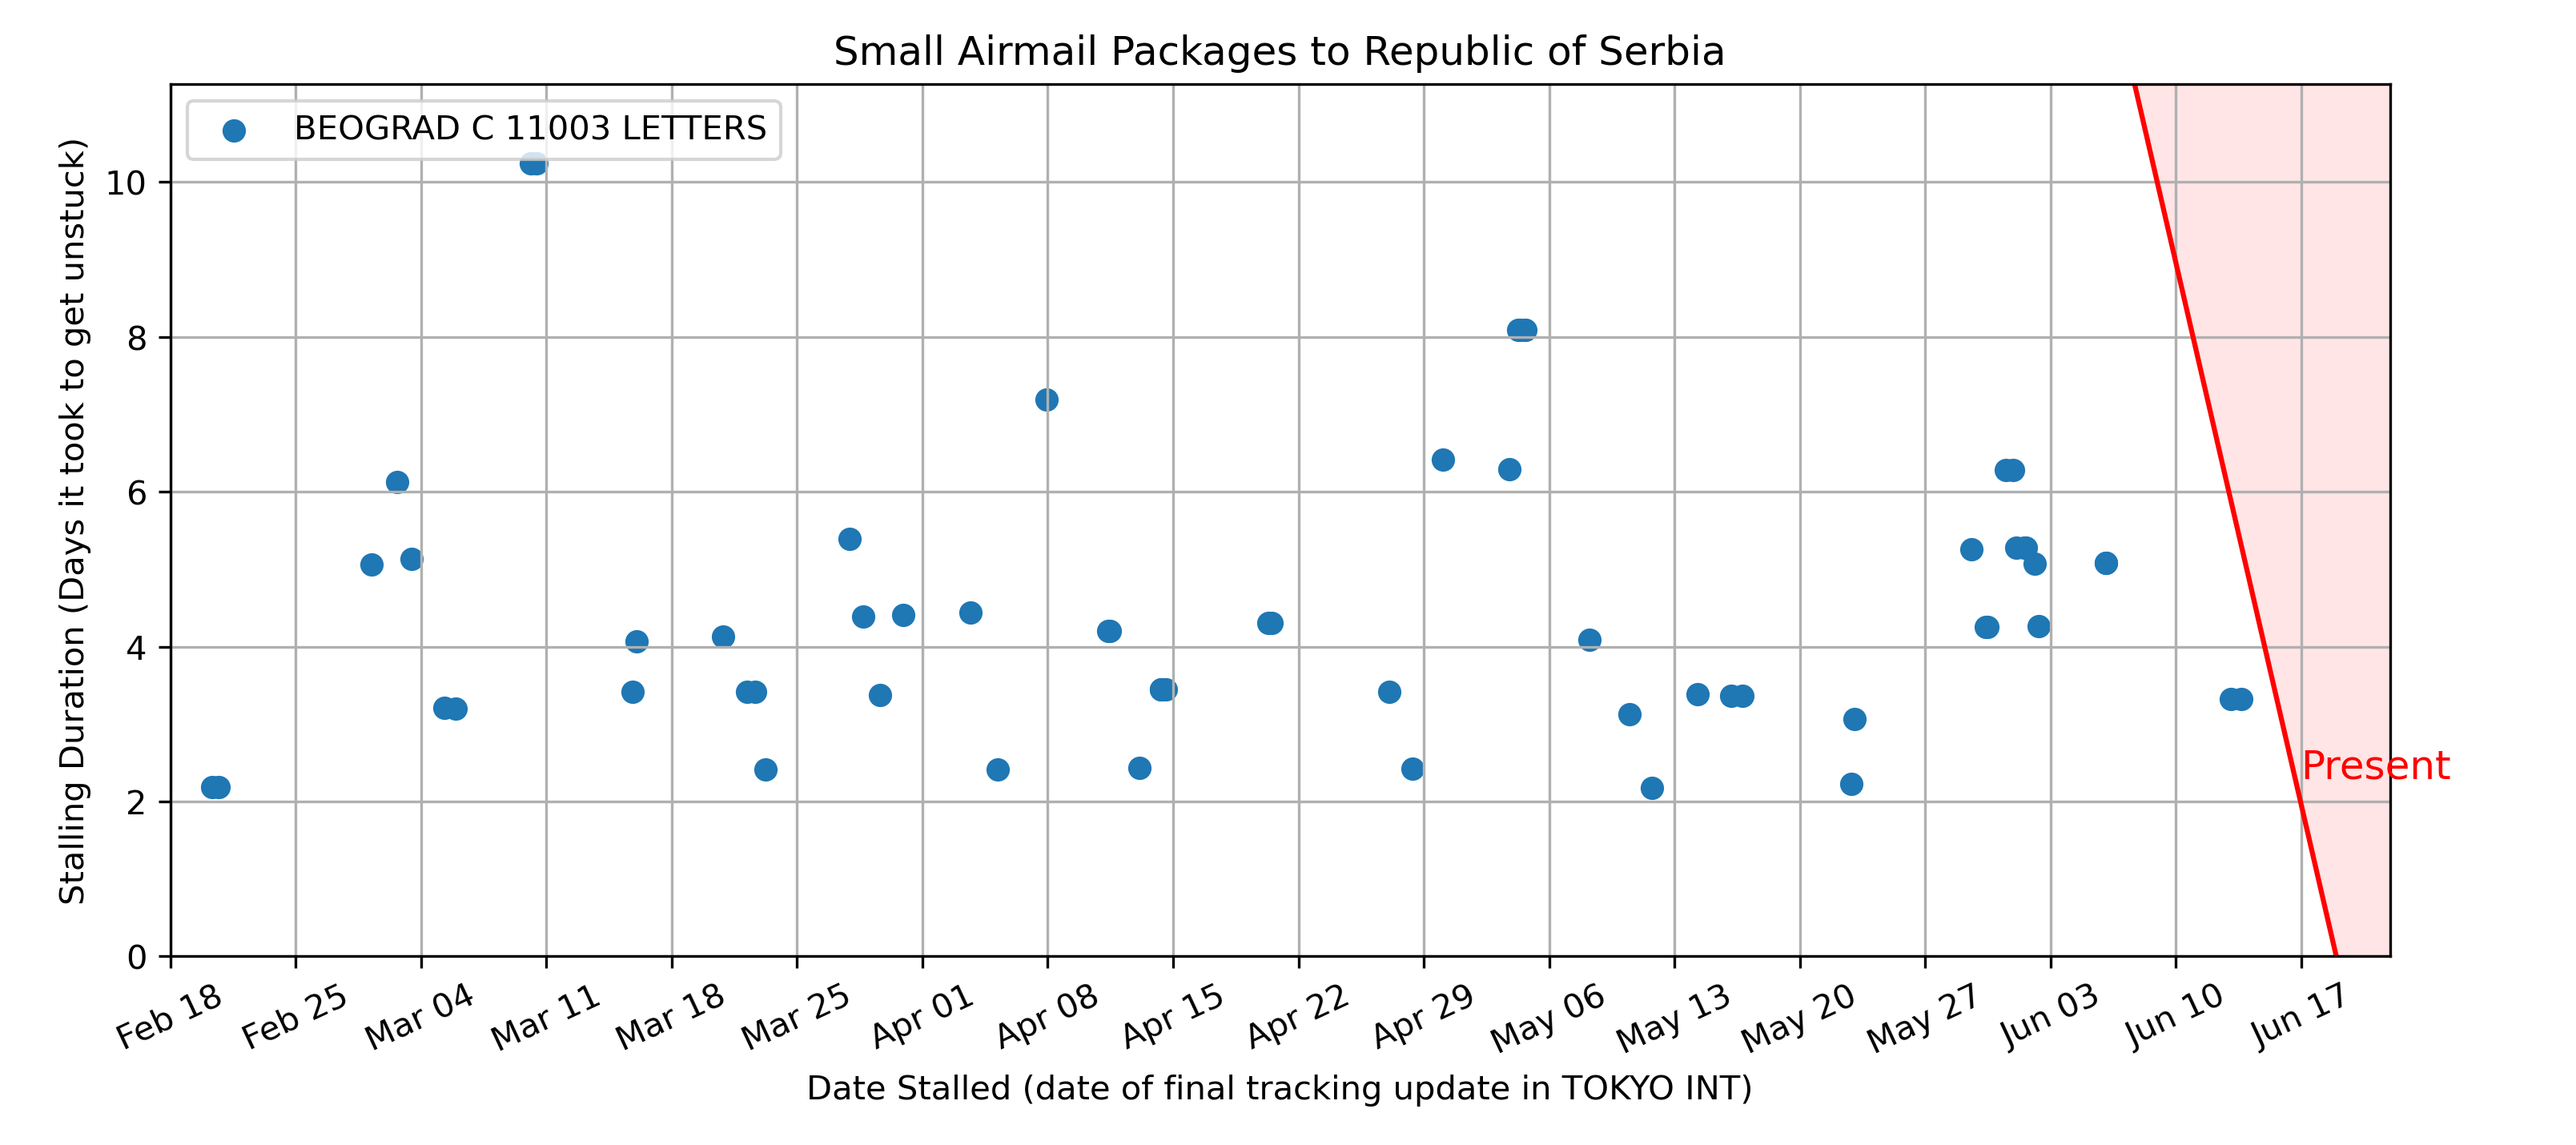 Small Airmail Packages to Republic of Serbia
BEOGRAD C 11003 LETTERS
Stalling Duration (Days it took to get unstuck)
10
8
6
4
2
0
Present
Feb 18
Feb 25
Mar 04
Mar 11
Mar 18
Mar 25
Apr 01
Apr 08
Apr 15
Apr 22
Apr 29
May 06
May 13
May 20
May 27
Jun 03
Jun 10
Jun 17
Date Stalled (date of final tracking update in TOKYO INT)